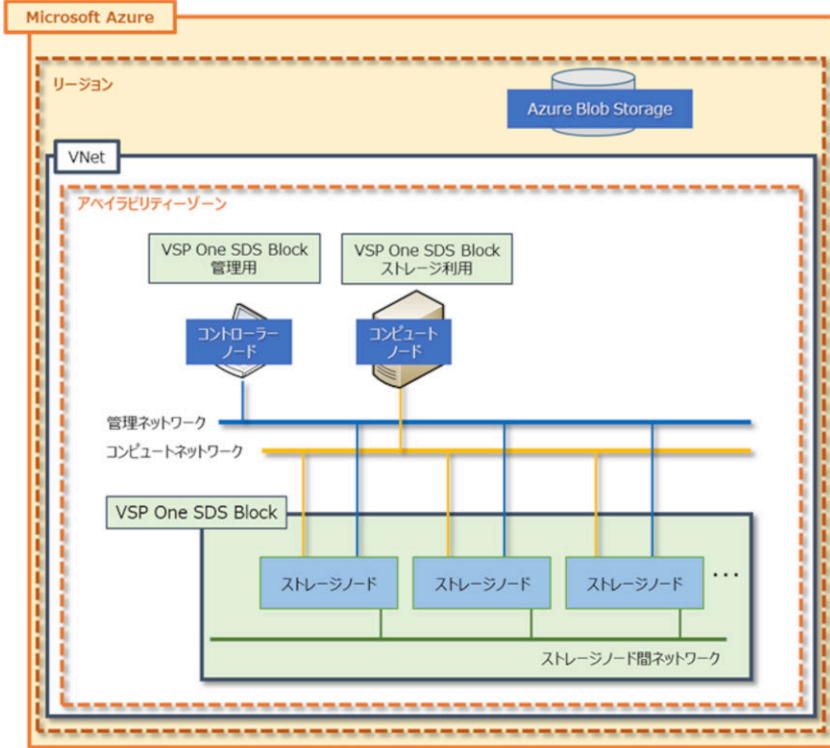 Microsoft Azure
リージョン
Azure Blob Storage
VNet
アベイラビリティーゾーン
VSP One SDS Block
管理用
VSP One SDS Block
ストレージ利用
コントローラー
ノード
コンピュート
ノード
管理ネットワーク
コンピュートネットワーク
VSP One SDS Block
ストレージノード
ストレージノード
ストレージノード
...
ストレージノード間ネットワーク